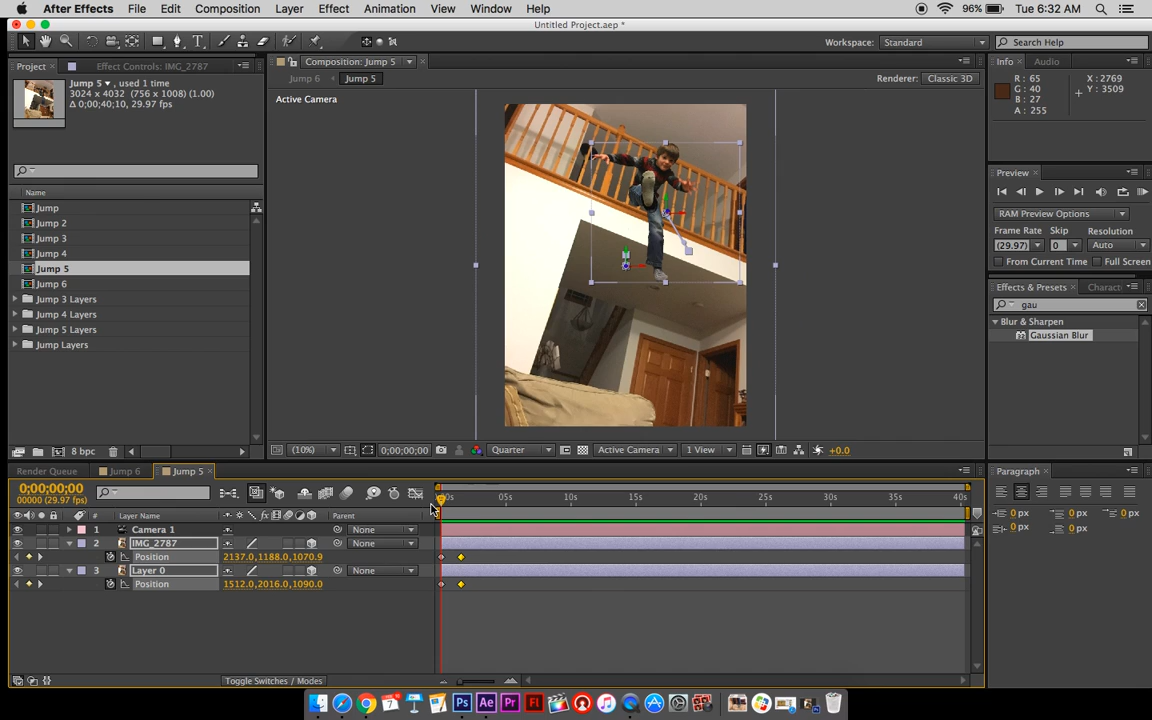 After Effects File Edit Composition Layer Effect Animation View Window Help 96% Tue 6:32 AM
Untitled Project.aep *
Workspace: Standard Search Help
Project Effect Controls: IMG_2787 Composition: Jump 5 Info Audio
Jump 6 Jump 5 Renderer: Classic 3D
Jump 5 , used 1 time
3024 x 4032 (756 x 1008) (1.00)
Δ 0;00;40;10, 29.97 fps
Active Camera
R: 65 X: 2769
G: 40 Y: 3509
B: 27
A: 255
Name
Jump
Jump 2
Jump 3
Jump 4
Jump 5
Jump 6
Jump 3 Layers
Jump 4 Layers
Jump 5 Layers
Jump Layers
Preview
RAM Preview Options
Frame Rate Skip Resolution
(29.97) 0 Auto
From Current Time Full Screen
Effects & Presets Charact
gau
Blur & Sharpen
Gaussian Blur
8 bpc
(10%) 0;00;00;00 Quarter Active Camera 1 View +0.0
Render Queue Jump 6 Jump 5
0;00;00;00
00000 (29.97 fps)
05s 10s 15s 20s 25s 30s 35s 40s
# Layer Name Parent
1 Camera 1 None
2 IMG_2787 None
Position 2137.0,1188.0,1070.9
3 Layer 0 None
Position 1512.0,2016.0,1090.0
Toggle Switches / Modes
Paragraph
0 px 0 px 0 px
0 px 0 px